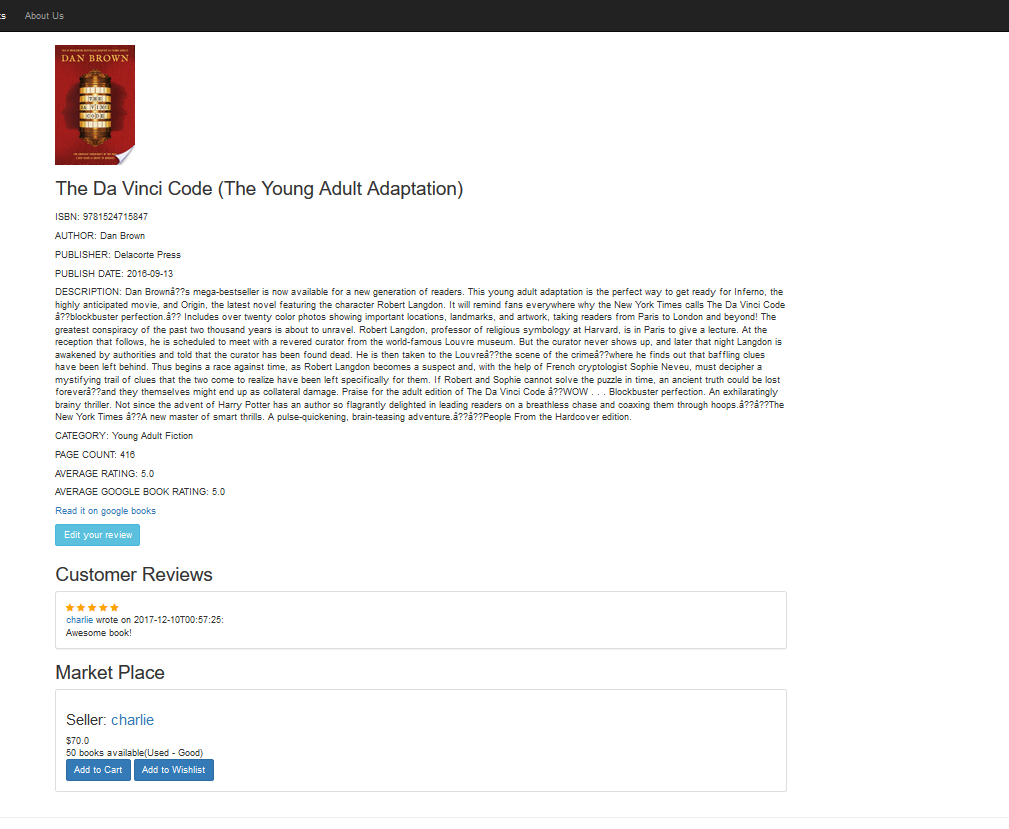 ts
About Us
DAN BROWN
THE
DA VINCI
CODE
The Da Vinci Code (The Young Adult Adaptation)
ISBN: 9781524715847
AUTHOR: Dan Brown
PUBLISHER: Delacorte Press
PUBLISH DATE: 2016-09-13
DESCRIPTION: Dan Brownâ??s mega-bestseller is now available for a new generation of readers. This young adult adaptation is the perfect way to get ready for Inferno, the
highly anticipated movie, and Origin, the latest novel featuring the character Robert Langdon. It will remind fans everywhere why the New York Times calls The Da Vinci Code
â??blockbuster perfection.â?? Includes over twenty color photos showing important locations, landmarks, and artwork, taking readers from Paris to London and beyond! The
greatest conspiracy of the past two thousand years is about to unravel. Robert Langdon, professor of religious symbology at Harvard, is in Paris to give a lecture. At the
reception that follows, he is scheduled to meet with a revered curator from the world-famous Louvre museum. But the curator never shows up, and later that night Langdon is
awakened by authorities and told that the curator has been found dead. He is then taken to the Louvreâ??the scene of the crimeâ??where he finds out that baffling clues
have been left behind. Thus begins a race against time, as Robert Langdon becomes a suspect and, with the help of French cryptologist Sophie Neveu, must decipher a
mystifying trail of clues that the two come to realize have been left specifically for them. If Robert and Sophie cannot solve the puzzle in time, an ancient truth could be lost
foreverâ??and they themselves might end up as collateral damage. Praise for the adult edition of The Da Vinci Code â??WOW . . . Blockbuster perfection. An exhilaratingly
brainy thriller. Not since the advent of Harry Potter has an author so flagrantly delighted in leading readers on a breathless chase and coaxing them through hoops.â??â??The
New York Times â??A new master of smart thrills. A pulse-quickening, brain-teasing adventure.â??â??People From the Hardcover edition.
CATEGORY: Young Adult Fiction
PAGE COUNT: 416
AVERAGE RATING: 5.0
AVERAGE GOOGLE BOOK RATING: 5.0
Read it on google books
Edit your review
Customer Reviews
charlie wrote on 2017-12-10T00:57:25:
Awesome book!
Market Place
Seller: charlie
$70.0
50 books available(Used - Good)
Add to Cart Add to Wishlist